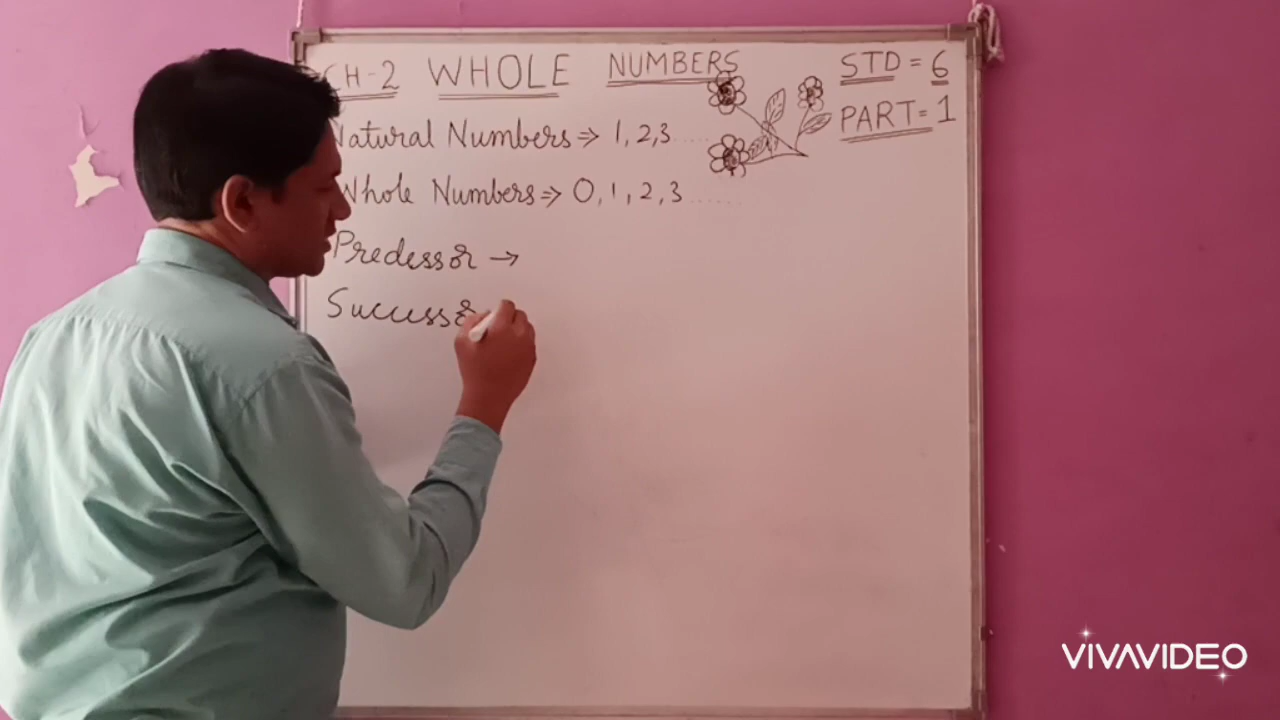 CH-2 WHOLE NUMBERS
STD = 6
PART = 1
Natural Numbers ⇒ 1, 2, 3......
Whole Numbers ⇒ 0, 1, 2, 3......
Predessor →
Successor
VIVAVIDEO